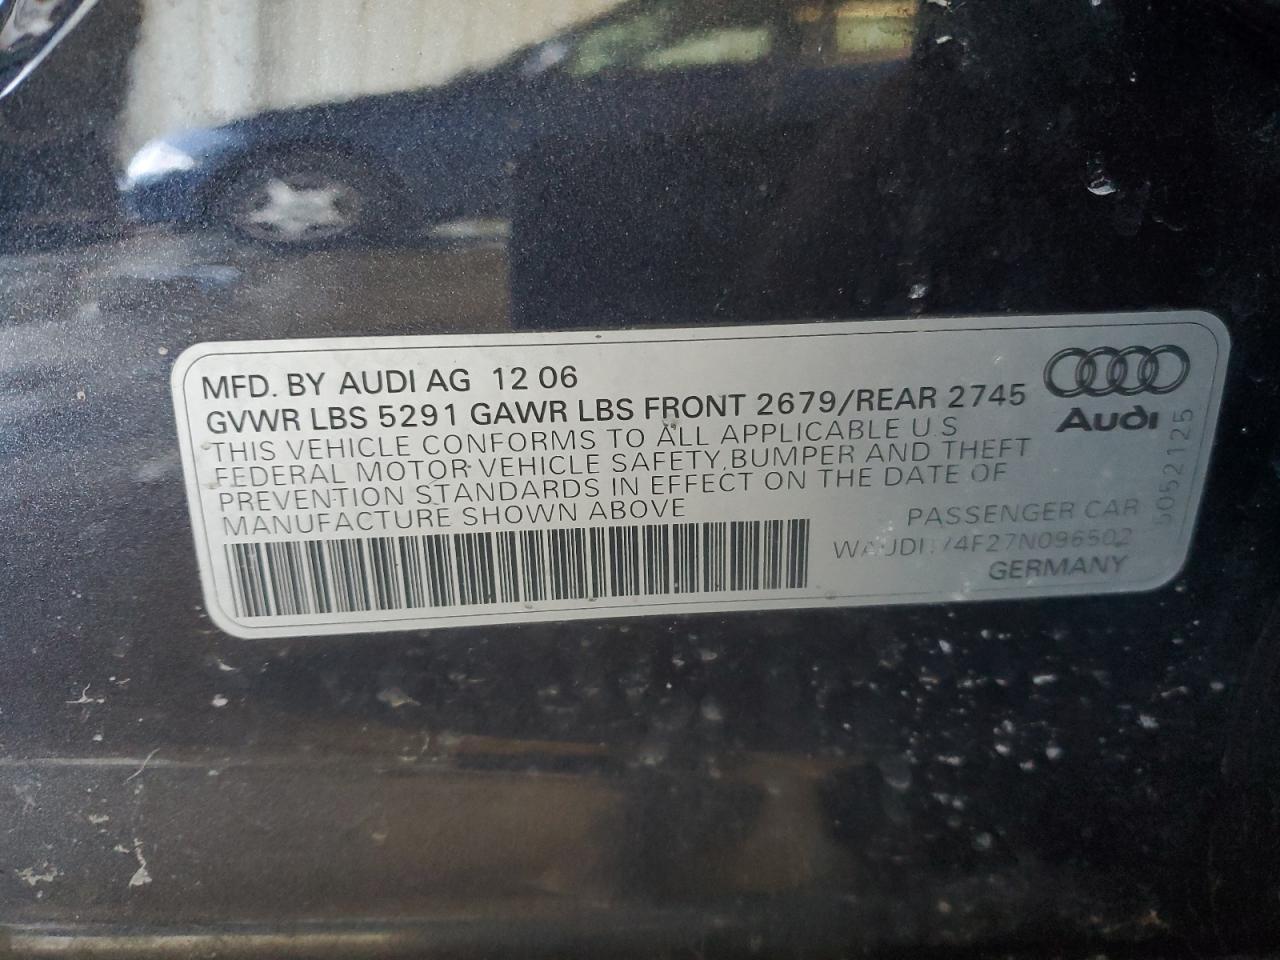 MFD. BY AUDI AG 12 06
GVWR LBS 5291 GAWR LBS FRONT 2679/REAR 2745
THIS VEHICLE CONFORMS TO ALL APPLICABLE U.S
FEDERAL MOTOR VEHICLE SAFETY, BUMPER AND THEFT
PREVENTION STANDARDS IN EFFECT ON THE DATE OF
MANUFACTURE SHOWN ABOVE
Audi
5052125
PASSENGER CAR
GERMANY